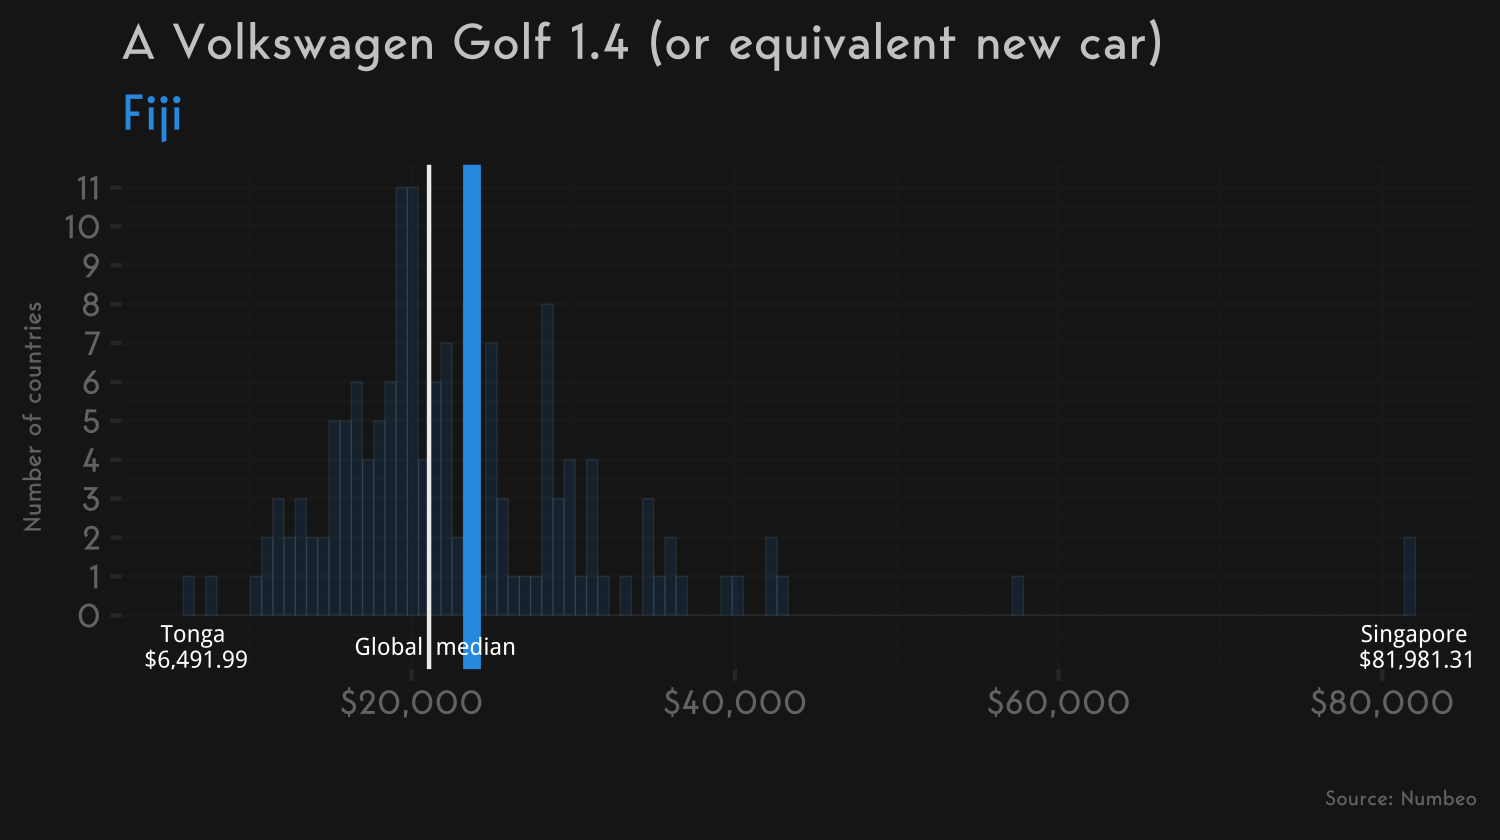 A Volkswagen Golf 1.4 (or equivalent new car)
Fiji
Number of countries
11
10
9
8
7
6
5
4
3
2
1
0
Tonga
$6,491.99
Global median
Singapore
$81,981.31
$20,000
$40,000
$60,000
$80,000
Source: Numbeo